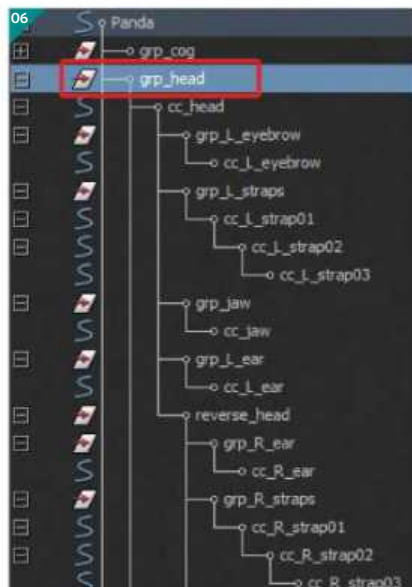 06
Panda
grp_cog
grp_head
cc_head
grp_L_eyebrow
cc_L_eyebrow
grp_L_straps
cc_L_strap01
cc_L_strap02
cc_L_strap03
grp_jaw
cc_jaw
grp_L_ear
cc_L_ear
reverse_head
grp_R_ear
cc_R_ear
grp_R_straps
cc_R_strap01
cc_R_strap02
cc_R_strap03